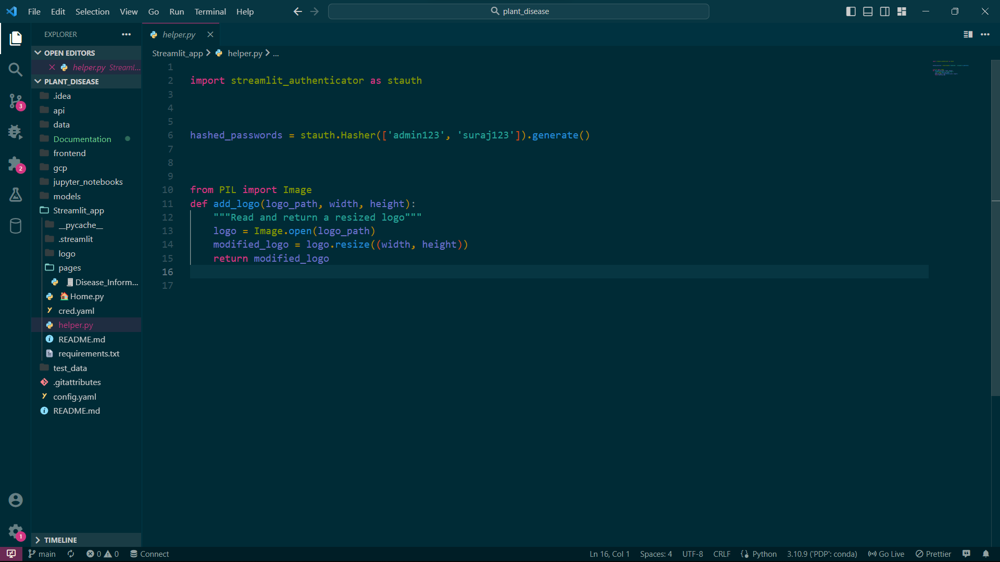 File Edit Selection View Go Run Terminal Help
plant_disease
EXPLORER
OPEN EDITORS
helper.py Streaml...
PLANT_DISEASE
.idea
api
data
Documentation
frontend
gcp
jupyter_notebooks
models
Streamlit_app
__pycache__
.streamlit
logo
pages
Disease_Inform...
Home.py
cred.yaml
helper.py
README.md
requirements.txt
test_data
.gitattributes
config.yaml
README.md
TIMELINE
3
2
1
helper.py
Streamlit_app > helper.py > ...
1
2 import streamlit_authenticator as stauth
3
4
5
6 hashed_passwords = stauth.Hasher(['admin123', 'suraj123']).generate()
7
8
9
10 from PIL import Image
11 def add_logo(logo_path, width, height):
12 """Read and return a resized logo"""
13 logo = Image.open(logo_path)
14 modified_logo = logo.resize((width, height))
15 return modified_logo
16
17
main 0 0 Connect Ln 16, Col 1 Spaces: 4 UTF-8 CRLF Python 3.10.9 ('PDP': conda) Go Live Prettier